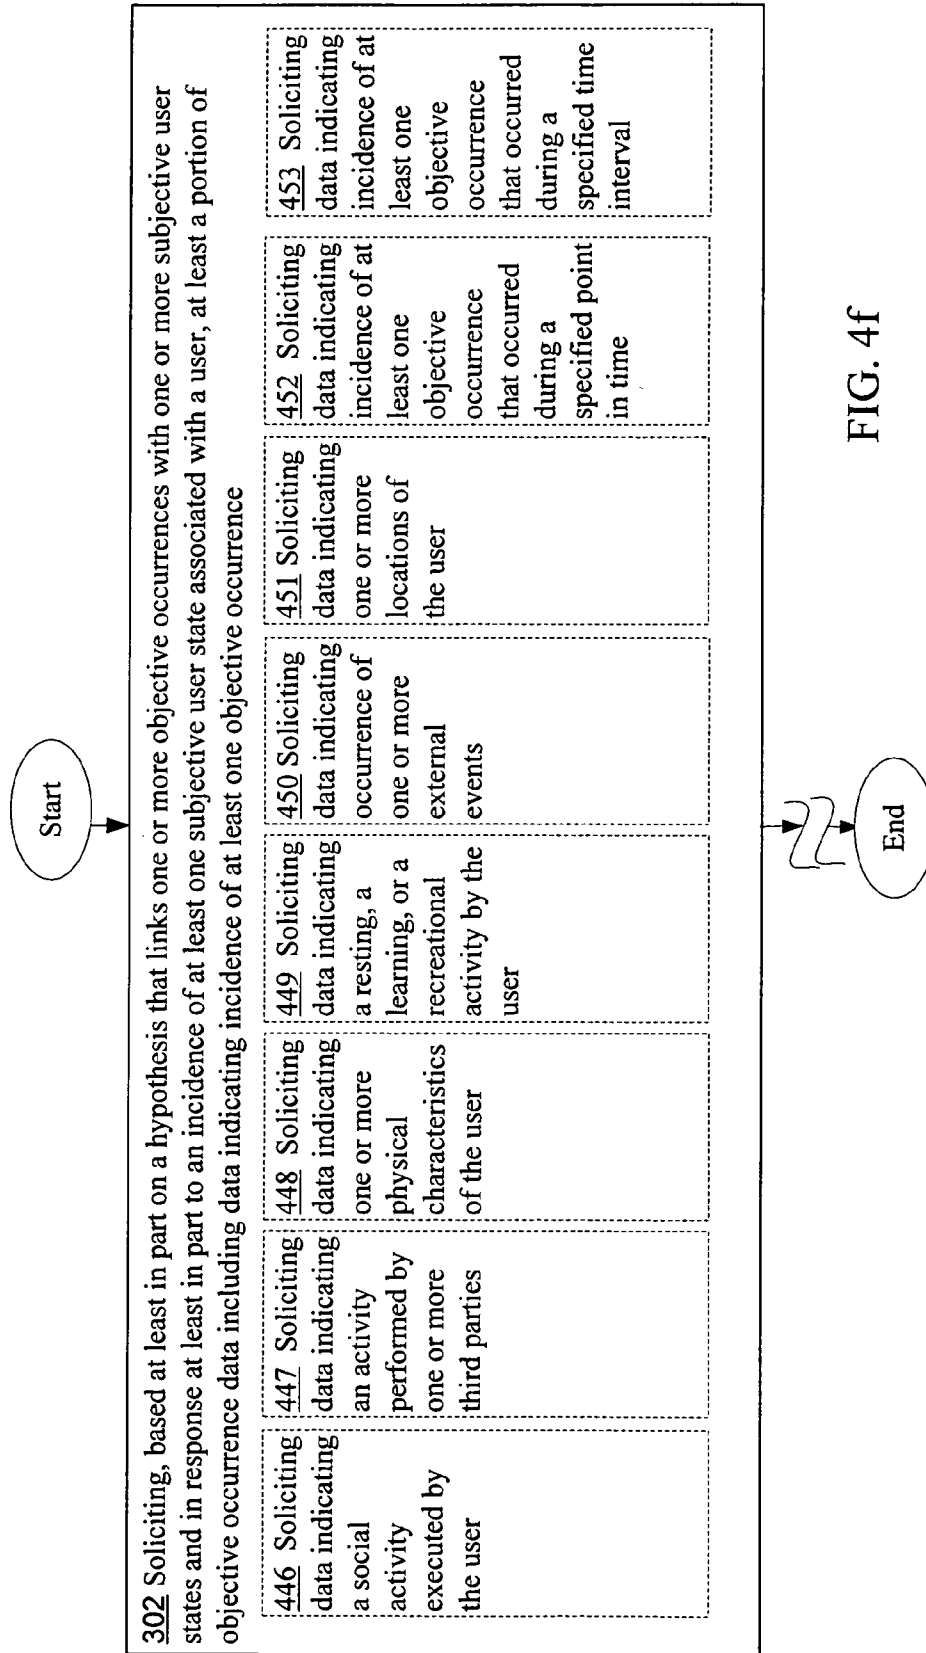 Start
302 Soliciting, based at least in part on a hypothesis that links one or more objective occurrences with one or more subjective user
states and in response at least in part to an incidence of at least one subjective user state associated with a user, at least a portion of
objective occurrence data including data indicating incidence of at least one objective occurrence
446 Soliciting
data indicating
a social
activity
executed by
the user
447 Soliciting
data indicating
an activity
performed by
one or more
third parties
448 Soliciting
data indicating
one or more
physical
characteristics
of the user
449 Soliciting
data indicating
a resting, a
learning, or a
recreational
activity by the
user
450 Soliciting
data indicating
occurrence of
one or more
external
events
451 Soliciting
data indicating
one or more
locations of
the user
452 Soliciting
data indicating
incidence of at
least one
objective
occurrence
that occurred
during a
specified point
in time
453 Soliciting
data indicating
incidence of at
least one
objective
occurrence
that occurred
during a
specified time
interval
End
FIG. 4f